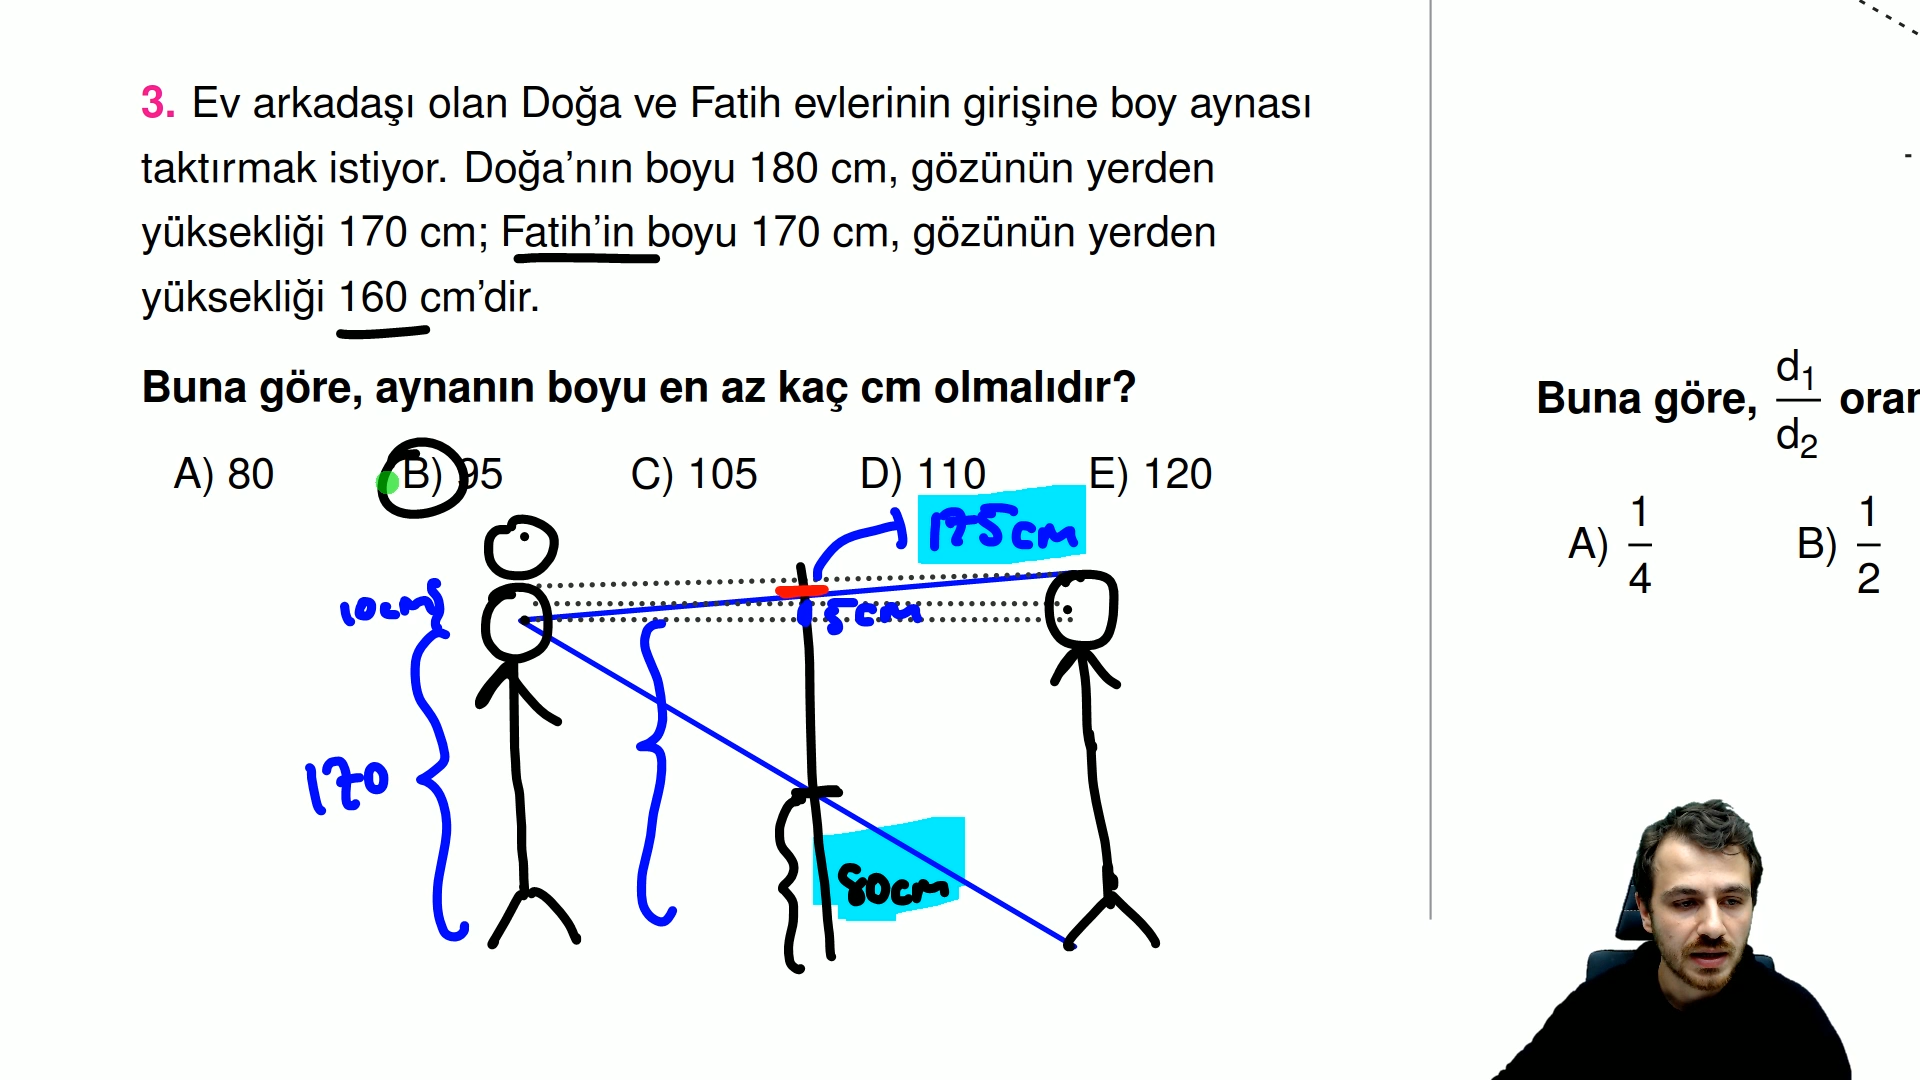 3. Ev arkadaşı olan Doğa ve Fatih evlerinin girişine boy aynası
taktırmak istiyor. Doğa’nın boyu 180 cm, gözünün yerden
yüksekliği 170 cm; Fatih’in boyu 170 cm, gözünün yerden
yüksekliği 160 cm’dir.
Buna göre, aynanın boyu en az kaç cm olmalıdır?
A) 80 B) 95 C) 105 D) 110 E) 120
175cm
10cm
5cm
170
80cm
Buna göre, d1/d2 oran
A) 1/4 B) 1/2